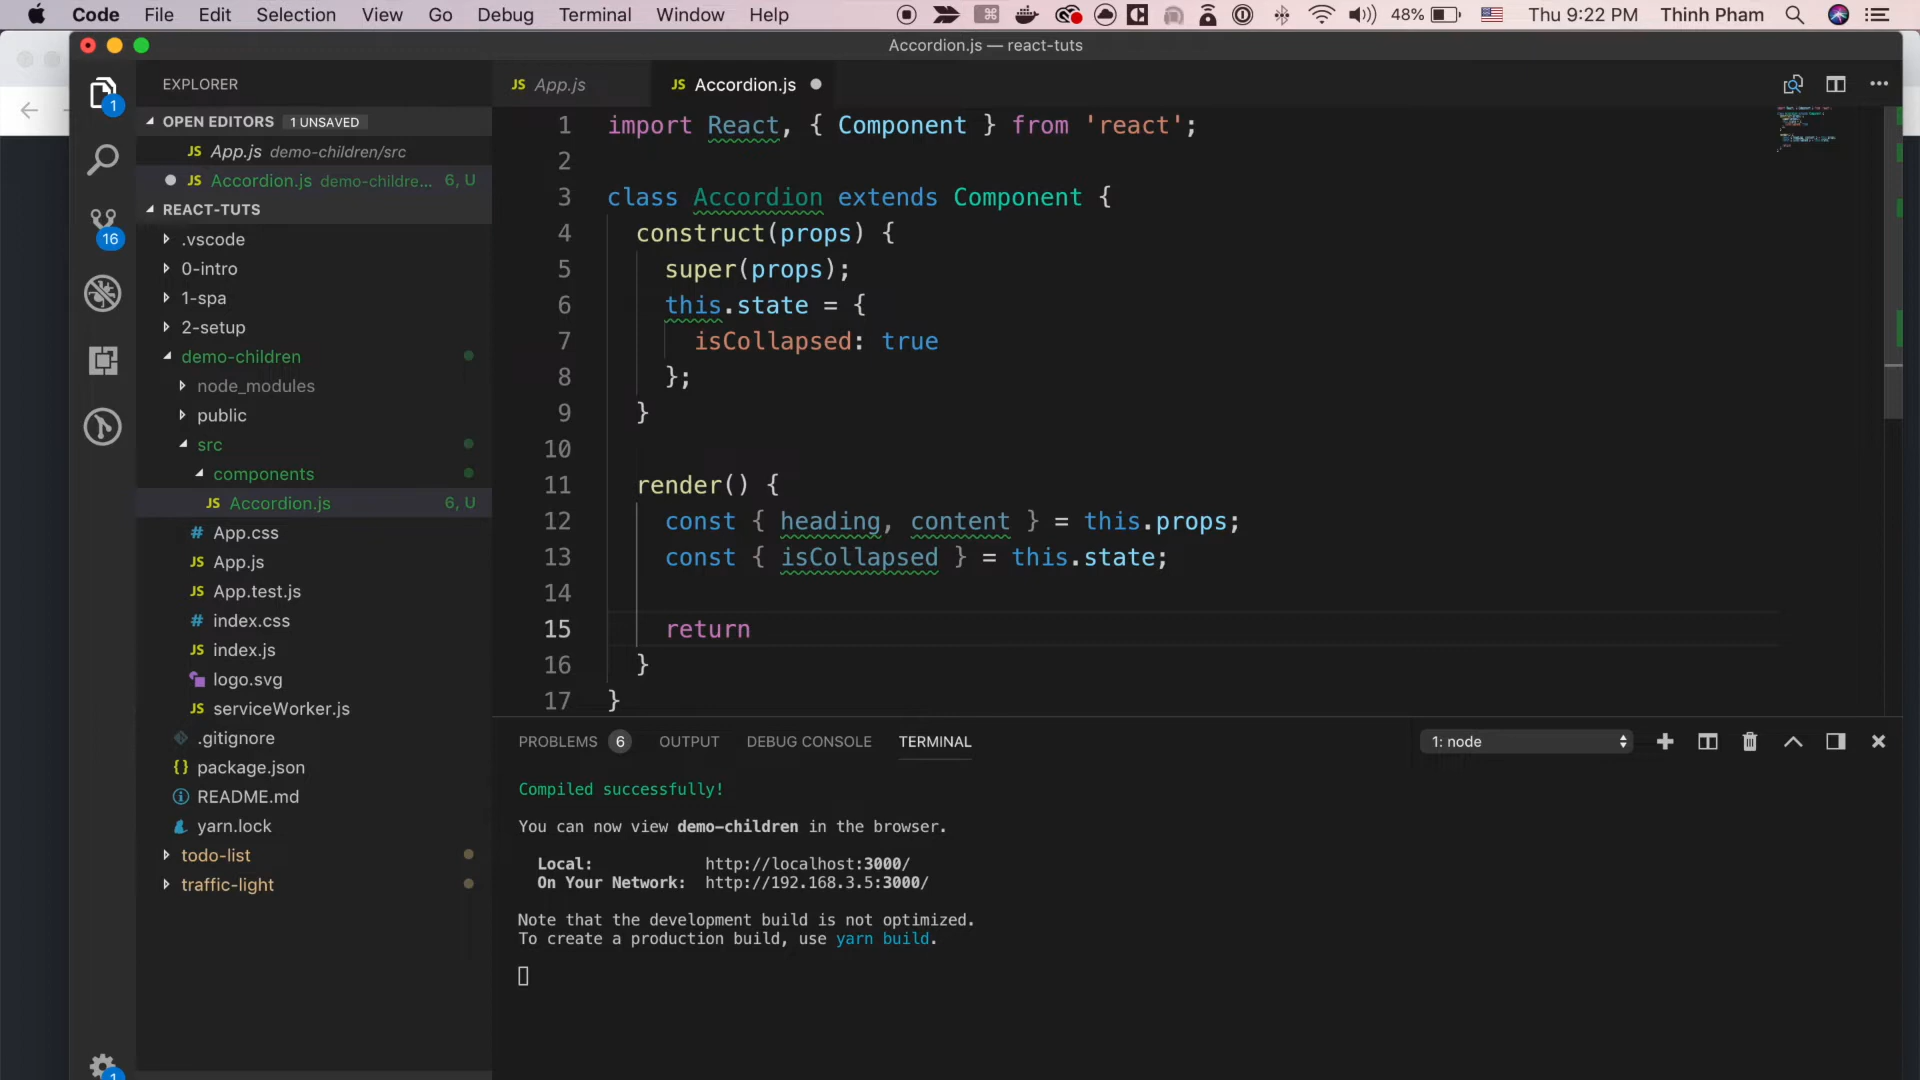 Code File Edit Selection View Go Debug Terminal Window Help 48% Thu 9:22 PM Thinh Pham
Accordion.js — react-tuts
EXPLORER
OPEN EDITORS 1 UNSAVED
JS App.js demo-children/src
JS Accordion.js demo-childre... 6, U
REACT-TUTS
.vscode
0-intro
1-spa
2-setup
demo-children
node_modules
public
src
components
JS Accordion.js 6, U
# App.css
JS App.js
JS App.test.js
# index.css
JS index.js
logo.svg
JS serviceWorker.js
.gitignore
{} package.json
README.md
yarn.lock
todo-list
traffic-light
1
16
1
JS App.js
JS Accordion.js
1 import React, { Component } from 'react';
2
3 class Accordion extends Component {
4 construct(props) {
5 super(props);
6 this.state = {
7 isCollapsed: true
8 };
9 }
10
11 render() {
12 const { heading, content } = this.props;
13 const { isCollapsed } = this.state;
14
15 return
16 }
17 }
PROBLEMS 6 OUTPUT DEBUG CONSOLE TERMINAL 1: node
Compiled successfully!
You can now view demo-children in the browser.
Local: http://localhost:3000/
On Your Network: http://192.168.3.5:3000/
Note that the development build is not optimized.
To create a production build, use yarn build.